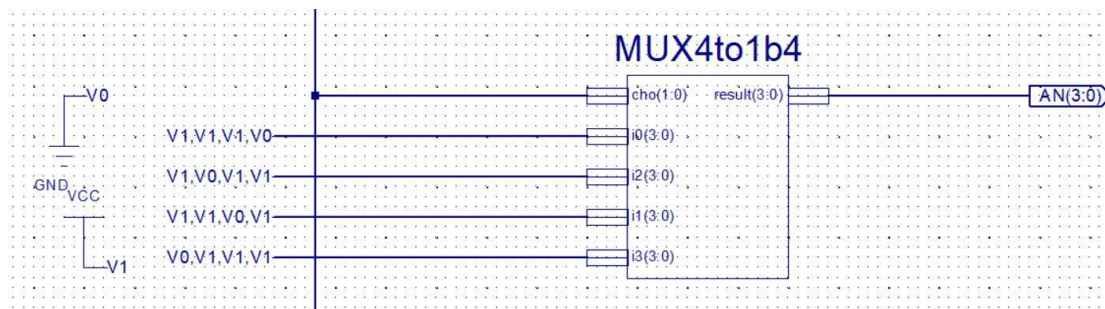 MUX4to1b4
cho(1:0) result(3:0) AN(3:0)
V0
V1,V1,V1,V0 i0(3:0)
V1,V0,V1,V1 i2(3:0)
GND
VCC
V1,V1,V0,V1 i1(3:0)
V0,V1,V1,V1 i3(3:0)
V1